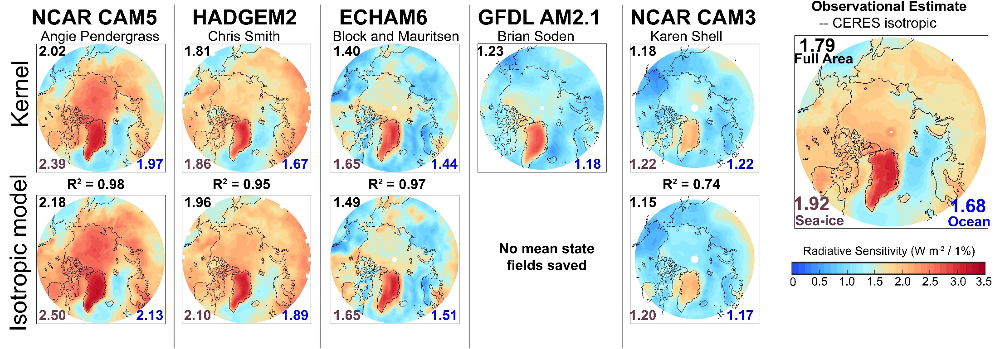 NCAR CAM5
Angie Pendergrass
HADGEM2
Chris Smith
ECHAM6
Block and Mauritsen
GFDL AM2.1
Brian Soden
NCAR CAM3
Karen Shell
Observational Estimate
-- CERES isotropic
Kernel
2.02
2.39
1.97
1.81
1.86
1.67
1.40
1.65
1.44
1.23
1.18
1.18
1.22
1.22
1.79
Full Area
1.92
Sea-ice
1.68
Ocean
R² = 0.98
R² = 0.95
R² = 0.97
R² = 0.74
Isotropic model
2.18
2.50
2.13
1.96
2.10
1.89
1.49
1.65
1.51
No mean state
fields saved
1.15
1.20
1.17
Radiative Sensitivity (W m⁻² / 1%)
0 0.5 1.0 1.5 2.0 2.5 3.0 3.5